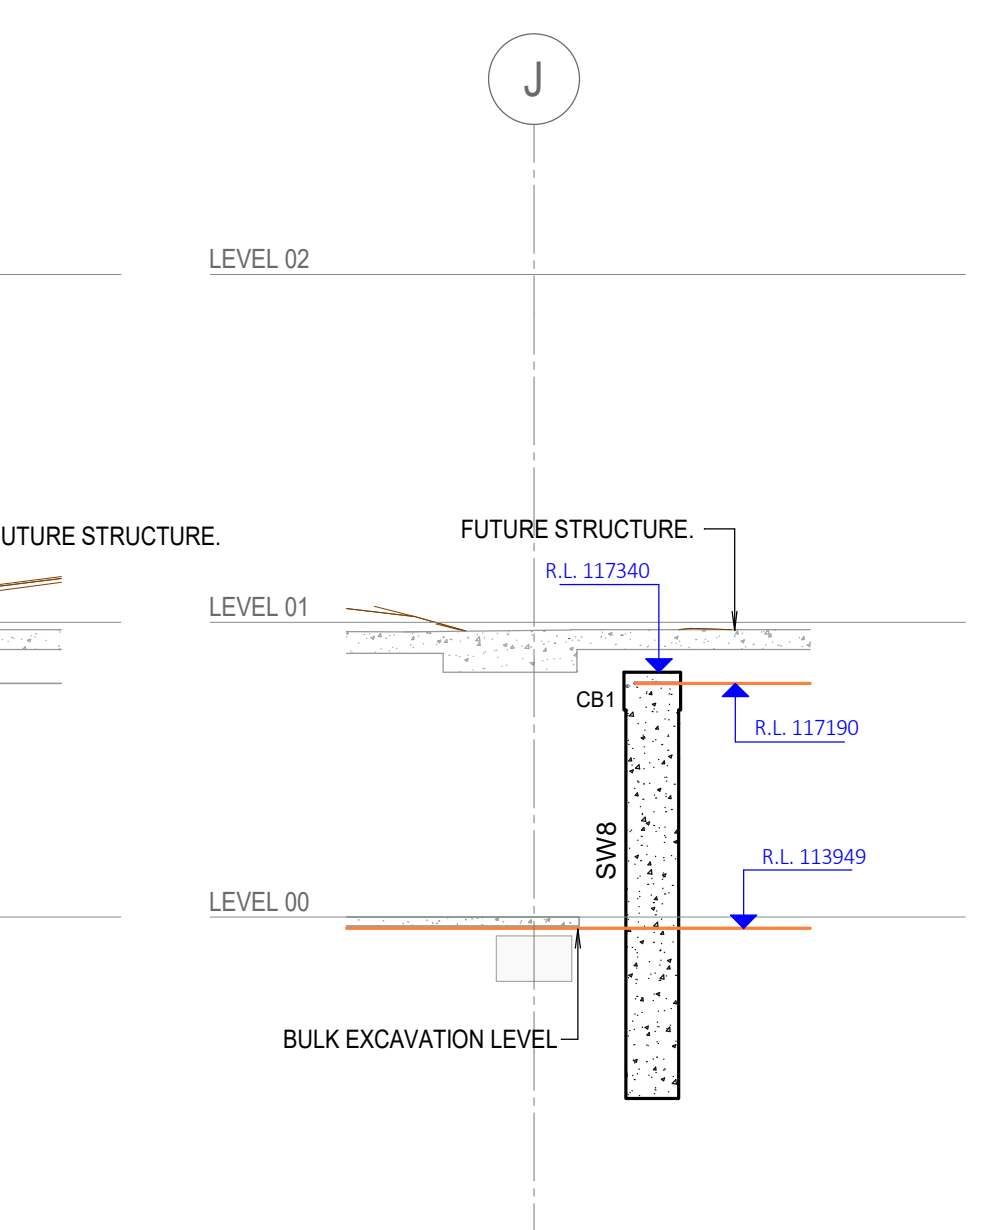 J
LEVEL 02
UTURE STRUCTURE.
FUTURE STRUCTURE.
R.L. 117340
LEVEL 01
CB1
R.L. 117190
SW8
R.L. 113949
LEVEL 00
BULK EXCAVATION LEVEL